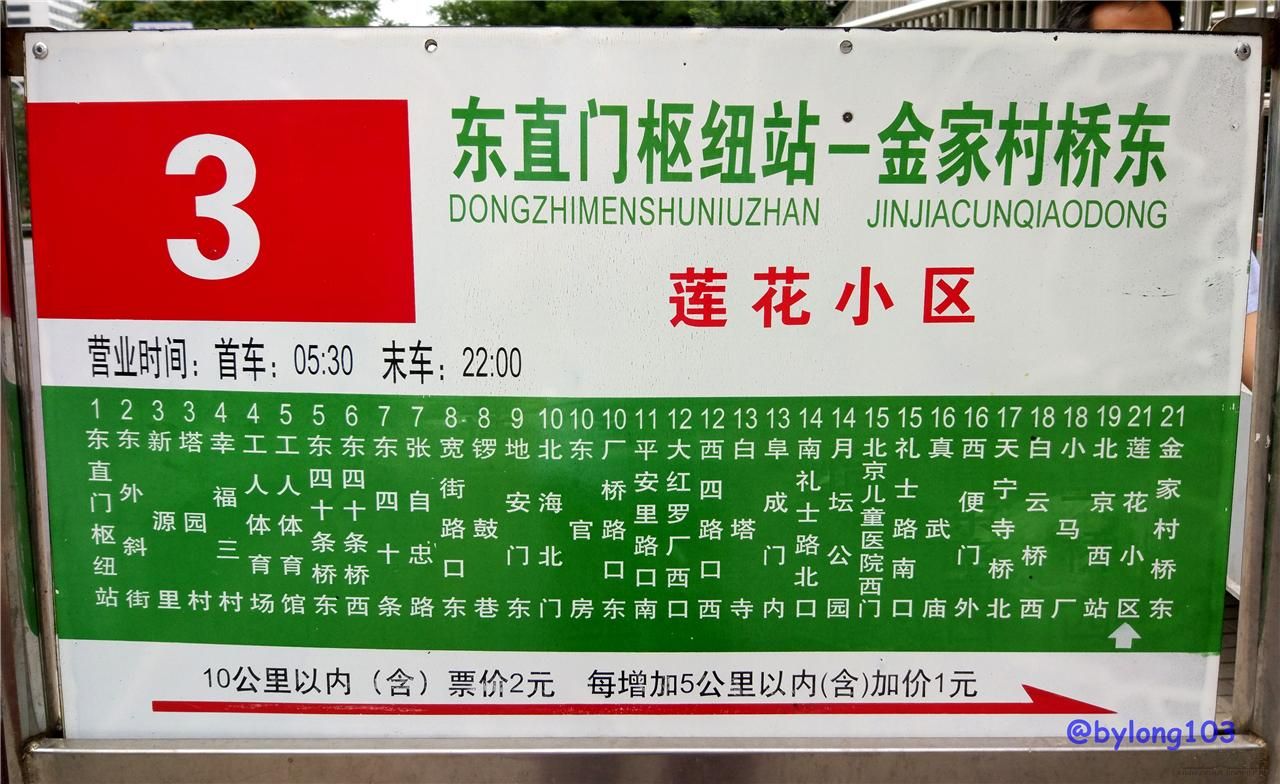 3
东直门枢纽站—金家村桥东
DONGZHIMENSHUNIUZHAN JINJIACUNQIAODONG
莲花小区
营业时间：首车：05:30 末车：22:00
1 东直门枢纽站
2 东外斜街
3 新源里
3 塔园村
4 幸福三村
4 工人体育场
5 工人体育馆
5 东四十条桥东
6 东四十条桥西
7 东四十条
7 张自忠路
8 宽街路口东
8 锣鼓巷
9 地安门东
10 北海北门
10 东官房
10 厂桥路口东
11 平安里路口南
12 大红罗厂西口
12 西四路口西
13 白塔寺
13 阜成门内
14 南礼士路北口
14 月坛公园
15 北京儿童医院西门
15 礼士路南口
16 真武庙
16 西便门外
17 天宁寺桥北
18 白云桥西
18 小马厂
19 北京西站
21 莲花小区
21 金家村桥东
10公里以内（含）票价2元 每增加5公里以内(含)加价1元
@bylong103